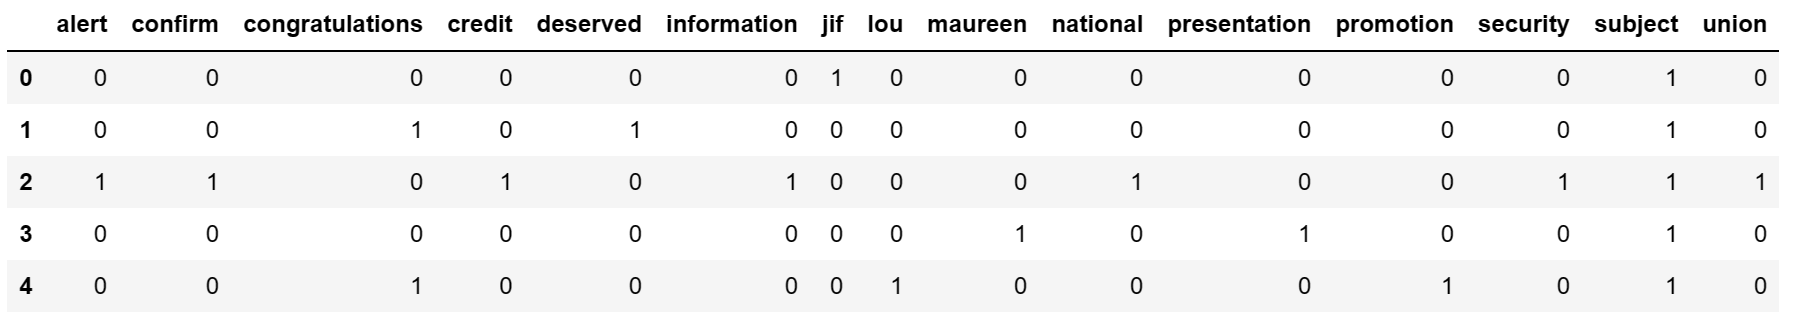 alert confirm congratulations credit deserved information jif lou maureen national presentation promotion security subject union
0 0 0 0 0 0 0 1 0 0 0 0 0 0 1 0
1 0 0 1 0 1 0 0 0 0 0 0 0 0 1 0
2 1 1 0 1 0 1 0 0 0 1 0 0 1 1 1
3 0 0 0 0 0 0 0 0 1 0 1 0 0 1 0
4 0 0 1 0 0 0 0 1 0 0 0 1 0 1 0